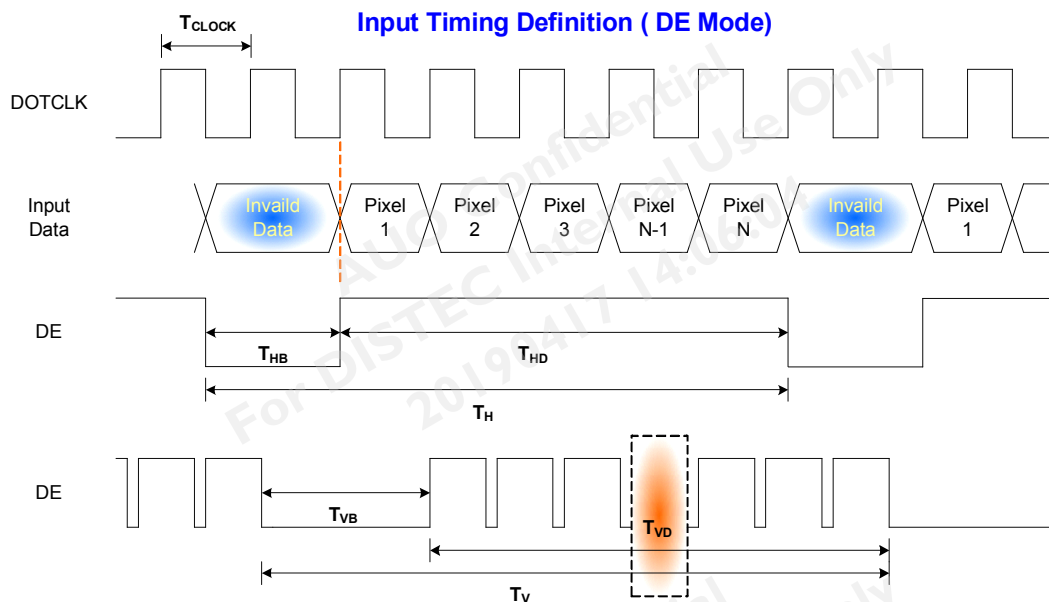 Input Timing Definition ( DE Mode)
TCLOCK
DOTCLK
Input
Data
Invaild
Data
Pixel
1
Pixel
2
Pixel
3
Pixel
N-1
Pixel
N
Invaild
Data
Pixel
1
DE
THB
THD
TH
DE
TVB
TVD
TV
AUO Confidential
For DISTEC Internal Use Only
20190417 14:06:04